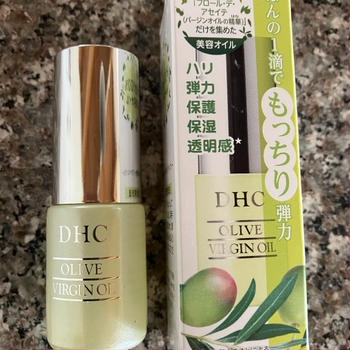 DHC
OLIVE
VIRGIN OIL
「フロール・デ・
アセイテ
(バージンオイルの精華)」
だけを集めた
美容オイル
ハリ
弾力
保護
保湿
透明感*
の1滴で
もっちり
弾力
DHC
OLIVE
VIRGIN OIL